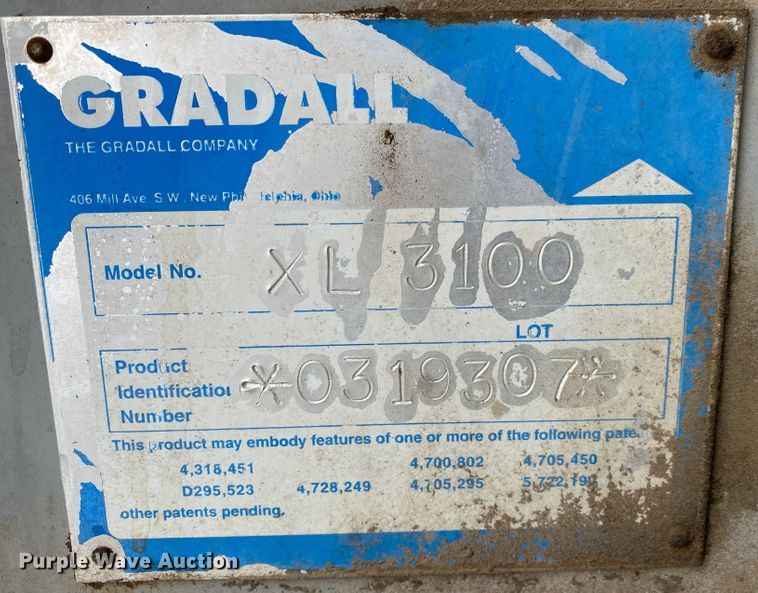 GRADALL
THE GRADALL COMPANY
406 Mill Ave. S.W., New Philadelphia, Ohio
Model No. XL 3100
LOT
Product
Identification
Number *0319307*
This product may embody features of one or more of the following
4,318,451 4,700,802 4,705,450
D295,523 4,728,249 4,705,295
other patents pending.
Purple Wave Auction